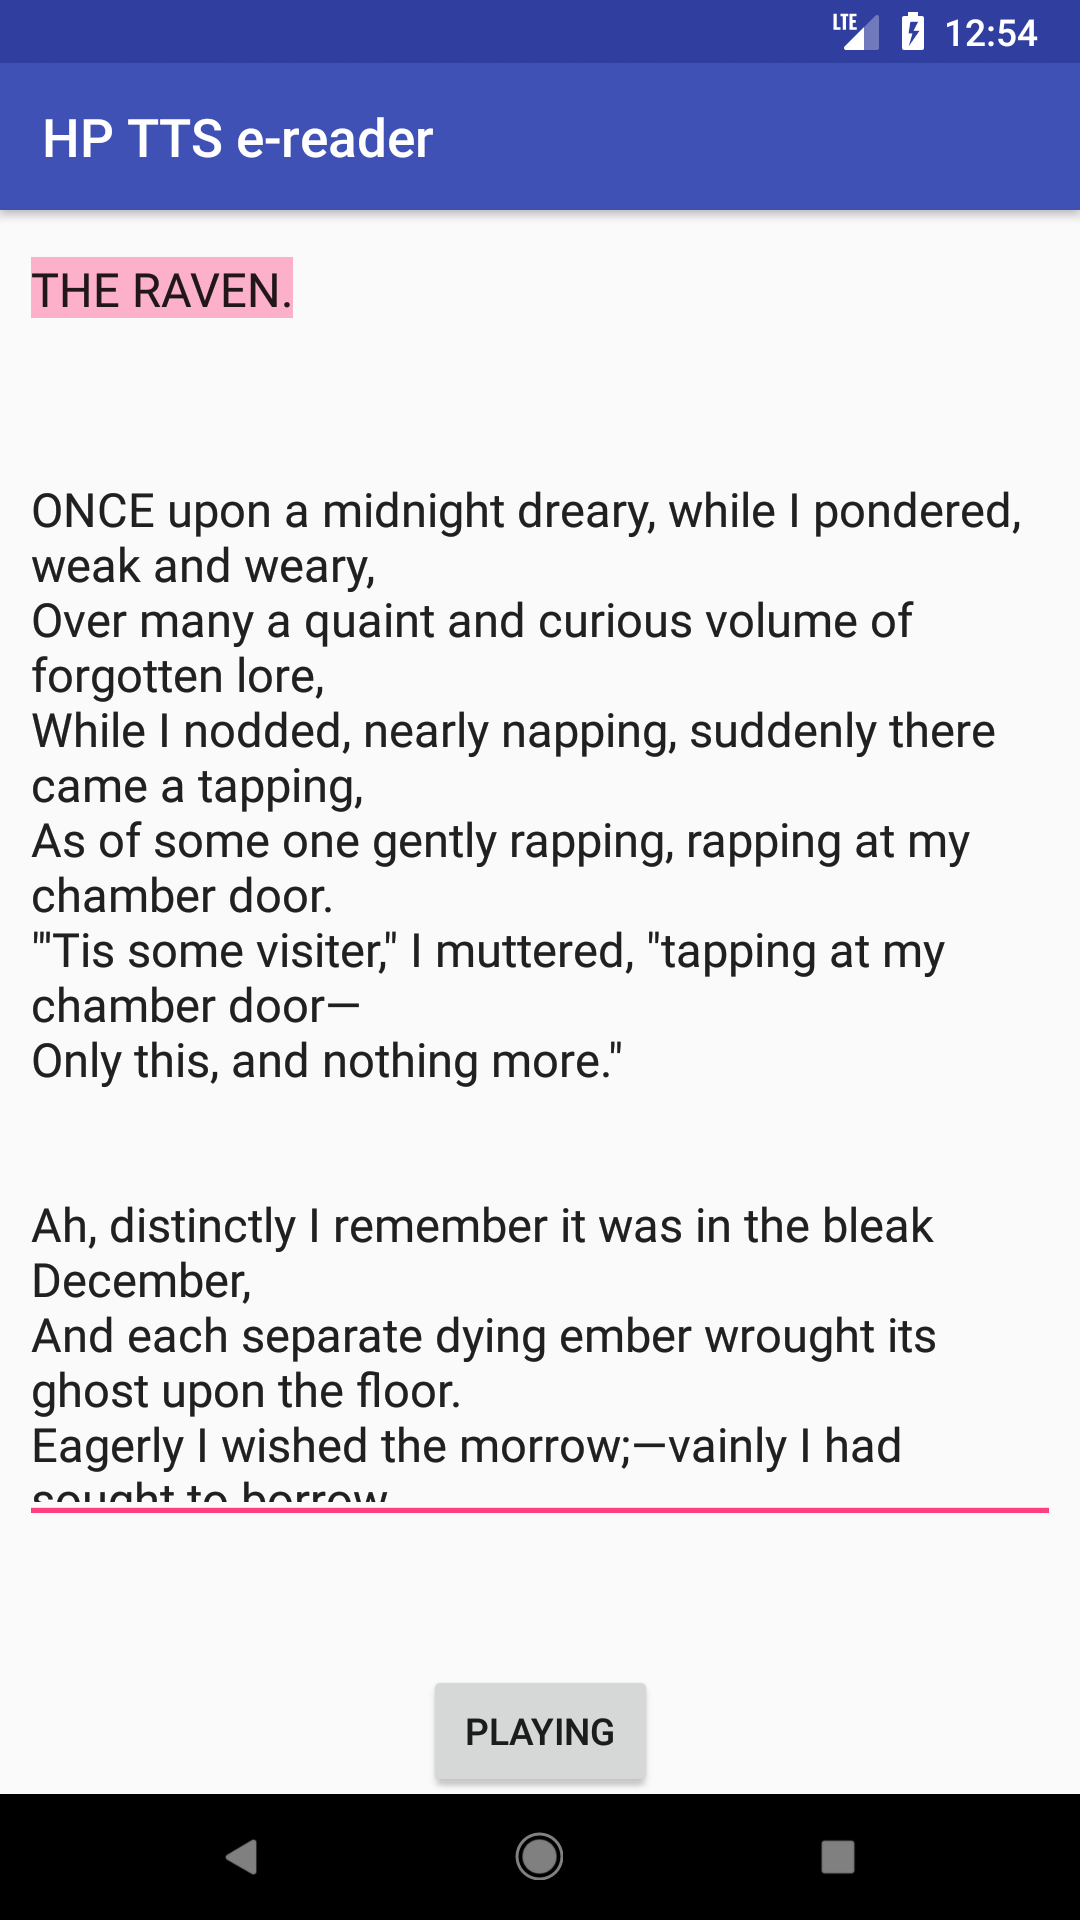 LTE 12:54
HP TTS e-reader
THE RAVEN.
ONCE upon a midnight dreary, while I pondered,
weak and weary,
Over many a quaint and curious volume of
forgotten lore,
While I nodded, nearly napping, suddenly there
came a tapping,
As of some one gently rapping, rapping at my
chamber door.
"'Tis some visiter," I muttered, "tapping at my
chamber door—
Only this, and nothing more."
Ah, distinctly I remember it was in the bleak
December,
And each separate dying ember wrought its
ghost upon the floor.
Eagerly I wished the morrow;—vainly I had
sought to borrow
PLAYING